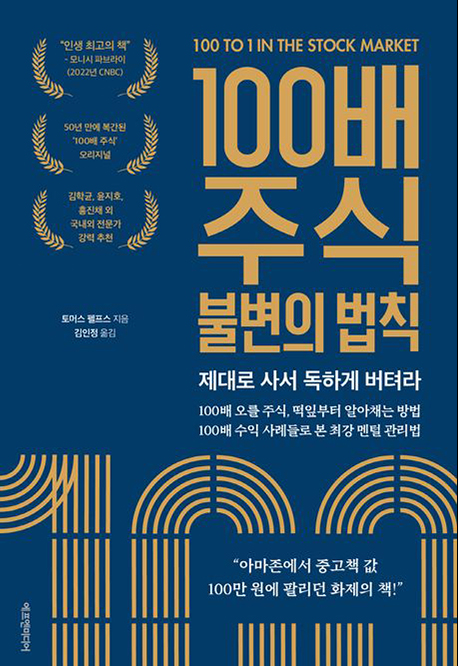 “인생 최고의 책”
- 모니시 파브라이
(2022년 CNBC)
50년 만에 복간된
‘100배 주식’
오리지널
김학균, 윤지호,
홍진채 외
국내외 전문가
강력 추천
100 TO 1 IN THE STOCK MARKET
100배
주식
불변의 법칙
토머스 펠프스 지음
김인정 옮김
제대로 사서 독하게 버텨라
100배 오를 주식, 떡잎부터 알아채는 방법
100배 수익 사례들로 본 최강 멘털 관리법
100
“아마존에서 중고책 값
100만 원에 팔리던 화제의 책!”
에프엔미디어